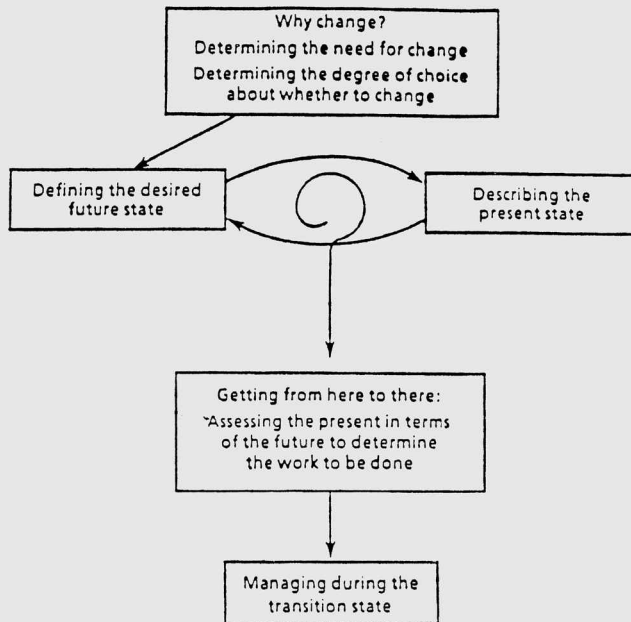 Why change?
Determining the need for change
Determining the degree of choice
about whether to change
Defining the desired
future state
Describing the
present state
Getting from here to there:
Assessing the present in terms
of the future to determine
the work to be done
Managing during the
transition state